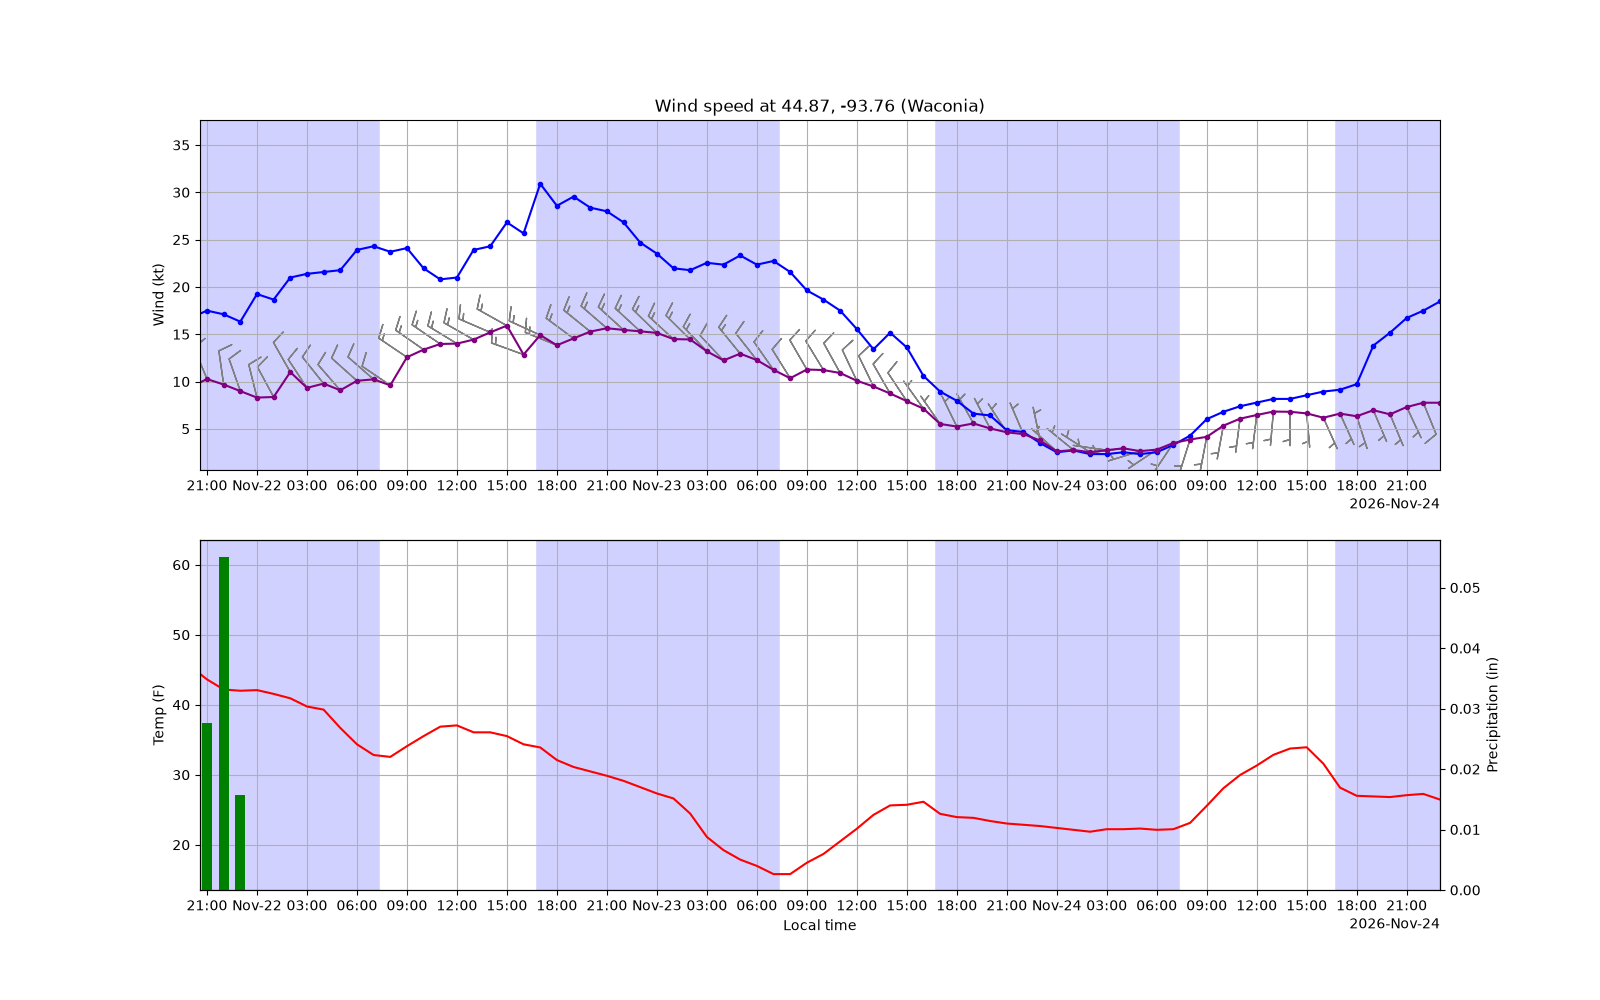 Wind speed at 44.87, -93.76 (Waconia)
35
30
25
20
15
10
5
Wind (kt)
21:00 Nov-22 03:00 06:00 09:00 12:00 15:00 18:00 21:00 Nov-23 03:00 06:00 09:00 12:00 15:00 18:00 21:00 Nov-24 03:00 06:00 09:00 12:00 15:00 18:00 21:00
2026-Nov-24
60
50
40
30
20
Temp (F)
0.05
0.04
0.03
0.02
0.01
0.00
Precipitation (in)
21:00 Nov-22 03:00 06:00 09:00 12:00 15:00 18:00 21:00 Nov-23 03:00 06:00 09:00 12:00 15:00 18:00 21:00 Nov-24 03:00 06:00 09:00 12:00 15:00 18:00 21:00
Local time
2026-Nov-24